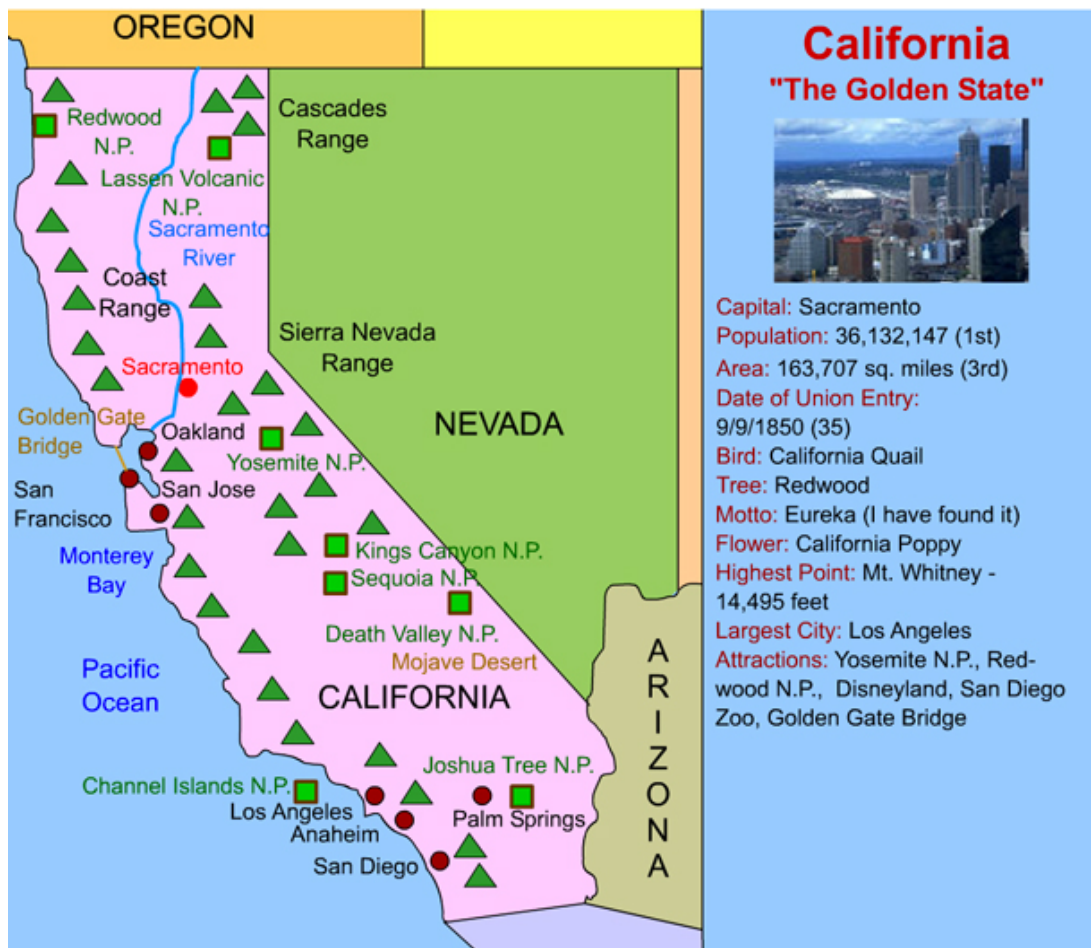 OREGON
Redwood
N.P.
Cascades
Range
Lassen Volcanic
N.P.
Sacramento
River
Coast
Range
Sierra Nevada
Range
Sacramento
Golden Gate
Bridge
Oakland
NEVADA
Yosemite N.P.
San
Francisco
San Jose
Monterey
Bay
Kings Canyon N.P.
Sequoia N.P.
Death Valley N.P.
Mojave Desert
Pacific
Ocean
CALIFORNIA
ARIZONA
Channel Islands N.P.
Joshua Tree N.P.
Los Angeles
Anaheim
Palm Springs
San Diego
California
"The Golden State"
Capital: Sacramento
Population: 36,132,147 (1st)
Area: 163,707 sq. miles (3rd)
Date of Union Entry:
9/9/1850 (35)
Bird: California Quail
Tree: Redwood
Motto: Eureka (I have found it)
Flower: California Poppy
Highest Point: Mt. Whitney -
14,495 feet
Largest City: Los Angeles
Attractions: Yosemite N.P., Red-
wood N.P., Disneyland, San Diego
Zoo, Golden Gate Bridge